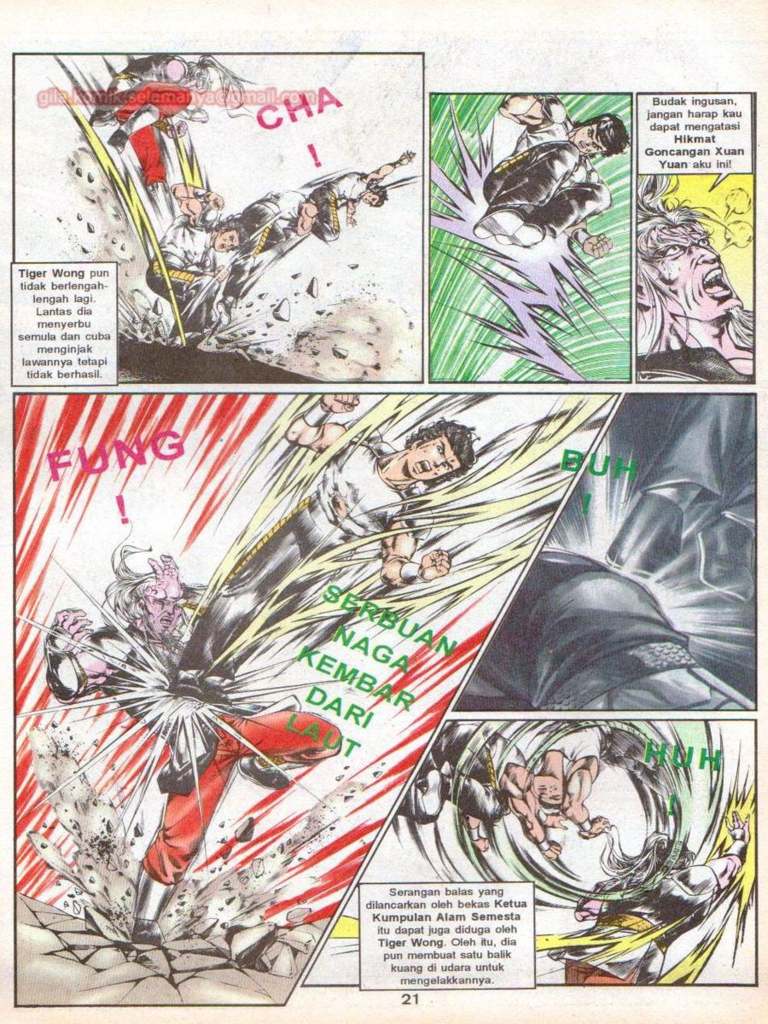 gila.komik.selamanya@gmail.com
CHA
!
Tiger Wong pun
tidak berlengah-
lengah lagi.
Lantas dia
menyerbu
semula dan cuba
menginjak
lawannya tetapi
tidak berhasil.
Budak ingusan,
jangan harap kau
dapat mengatasi
Hikmat
Goncangan Xuan
Yuan aku ini!
FUNG
!
SERBUAN
NAGA
KEMBAR
DARI
LAUT
BUH
!
HUH
!
Serangan balas yang
dilancarkan oleh bekas Ketua
Kumpulan Alam Semesta
itu dapat juga diduga oleh
Tiger Wong. Oleh itu, dia
pun membuat satu balik
kuang di udara untuk
mengelakkannya.
21